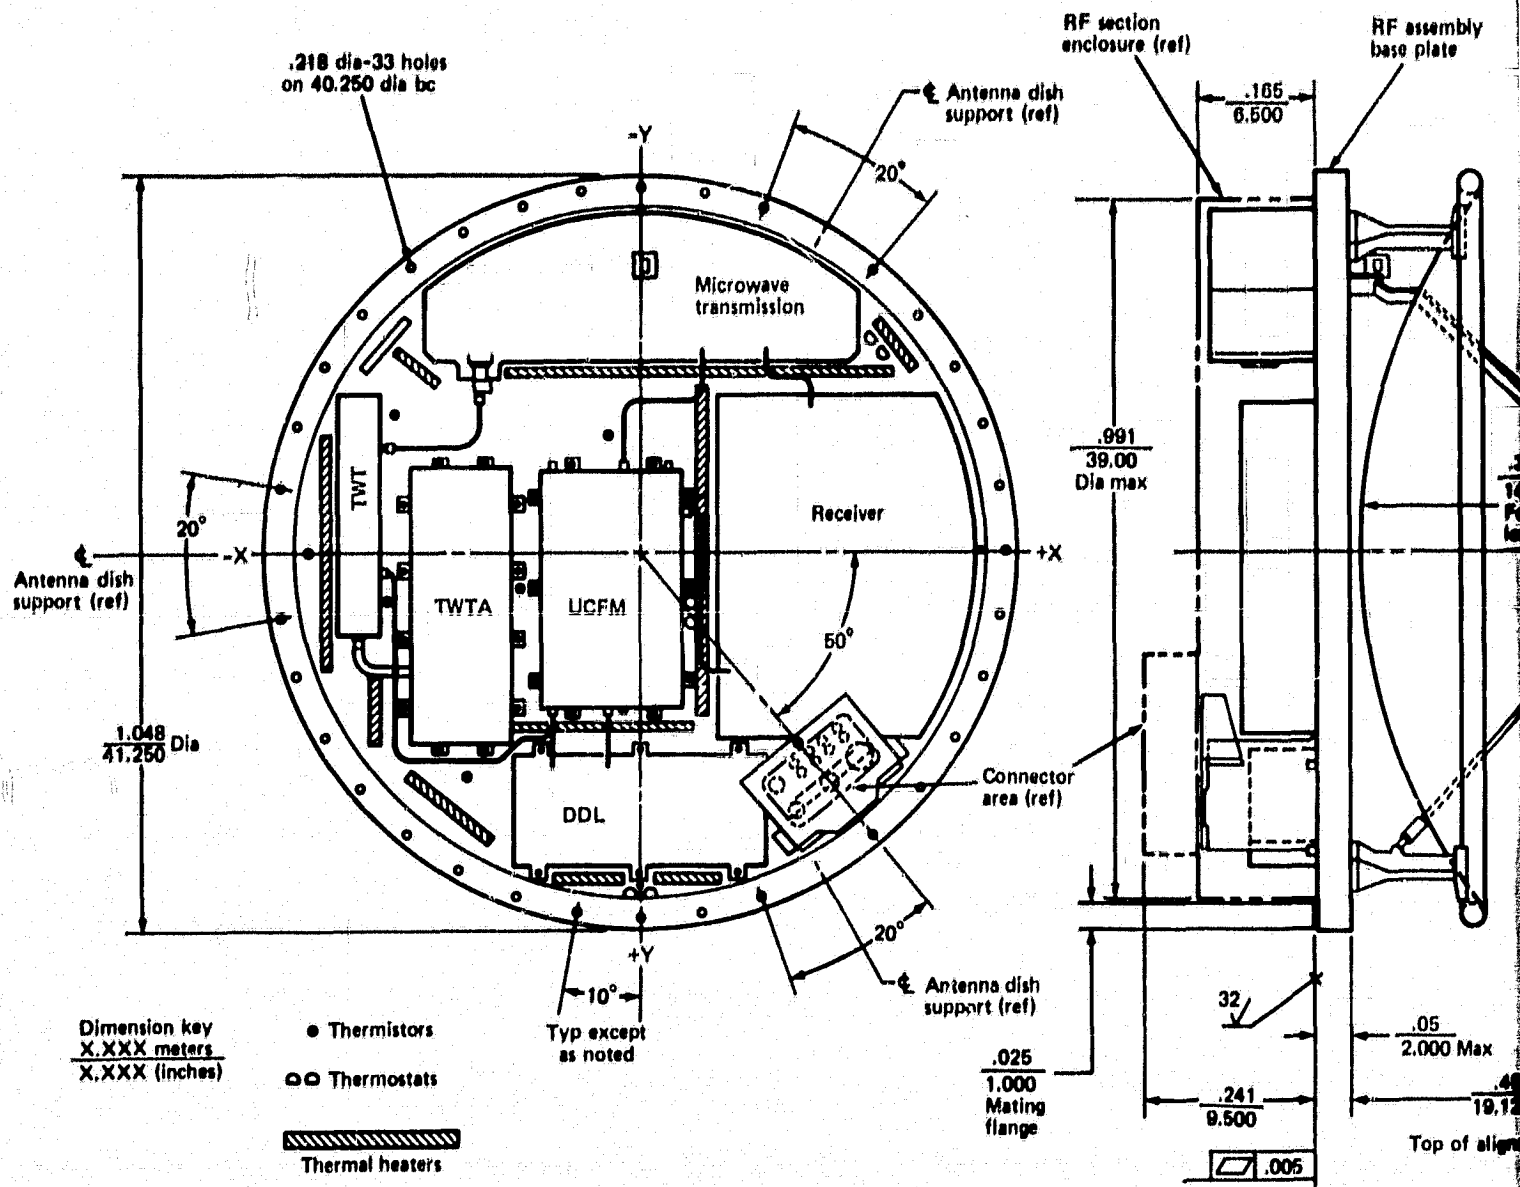 .218 dia-33 holes
on 40.250 dia bc
RF section
enclosure (ref)
RF assembly
base plate
℄ Antenna dish
support (ref)
.165
6.500
-Y
20°
Microwave
transmission
TWT
.991
39.00
Dia max
20°
Receiver
℄
-X
+X
Antenna dish
support (ref)
TWTA
UCFM
50°
1.048
41.250 Dia
DDL
Connector
area (ref)
20°
+Y
℄ Antenna dish
support (ref)
10°
Typ except
as noted
Dimension key
X.XXX meters
X.XXX (inches)
Thermistors
Thermostats
Thermal heaters
32
.05
2.000 Max
.025
1.000
Mating
flange
.241
9.500
19.12
Top of
.005